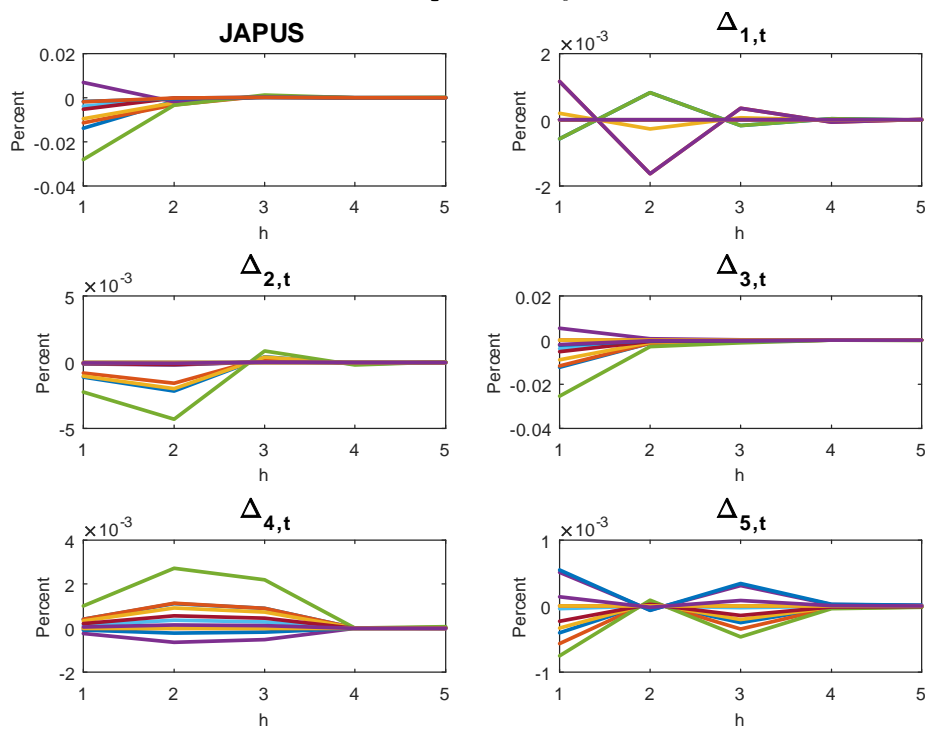 JAPUS
0.02
0
-0.02
-0.04
Percent
1 2 3 4 5
h
Δ1,t
×10-3
2
0
-2
Percent
1 2 3 4 5
h
Δ2,t
×10-3
5
0
-5
Percent
1 2 3 4 5
h
Δ3,t
0.02
0
-0.02
-0.04
Percent
1 2 3 4 5
h
Δ4,t
×10-3
4
2
0
-2
Percent
1 2 3 4 5
h
Δ5,t
×10-3
1
0
-1
Percent
1 2 3 4 5
h